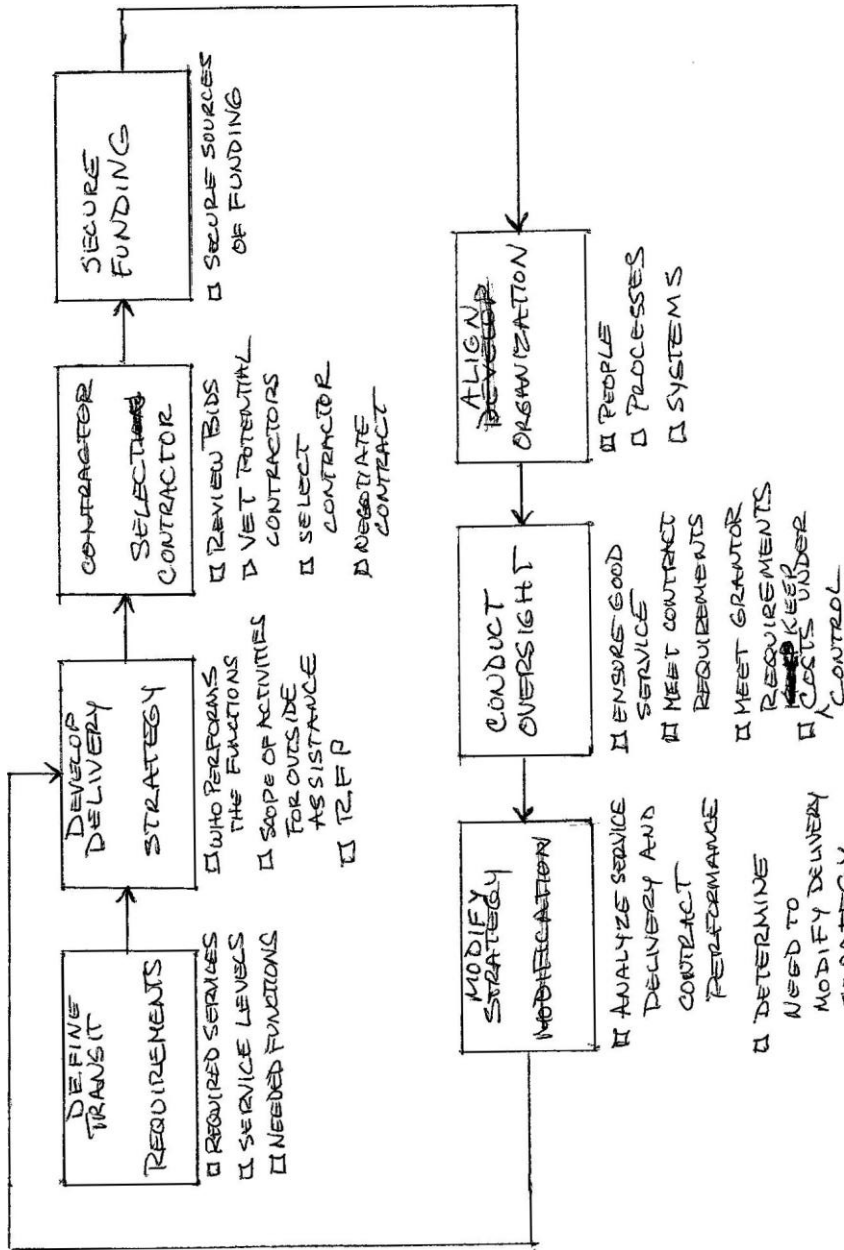 DEFINE
TRANSIT
REQUIREMENTS
□ REQUIRED SERVICES
□ SERVICE LEVELS
□ NEEDED FUNCTIONS
DEVELOP
DELIVERY
STRATEGY
□ WHO PERFORMS
THE FUNCTIONS
□ SCOPE OF ACTIVITIES
FOR OUTSIDE
ASSISTANCE
□ RFP
CONTRACTOR
SELECT
CONTRACTOR
□ REVIEW BIDS
□ VET POTENTIAL
CONTRACTORS
□ SELECT
CONTRACTOR
□ NEGOTIATE
CONTRACT
SECURE
FUNDING
□ SECURE SOURCES
OF FUNDING
ALIGN
DEVELOP
ORGANIZATION
□ PEOPLE
□ PROCESSES
□ SYSTEMS
CONDUCT
OVERSIGHT
□ ENSURE GOOD
SERVICE
□ MEET CONTRACT
REQUIREMENTS
□ MEET GRANTOR
REQUIREMENTS
KEEP
□ COSTS UNDER
CONTROL
MODIFY
STRATEGY
MODIFICATION
□ ANALYZE SERVICE
DELIVERY AND
CONTRACT
PERFORMANCE
□ DETERMINE
NEED TO
MODIFY DELIVERY